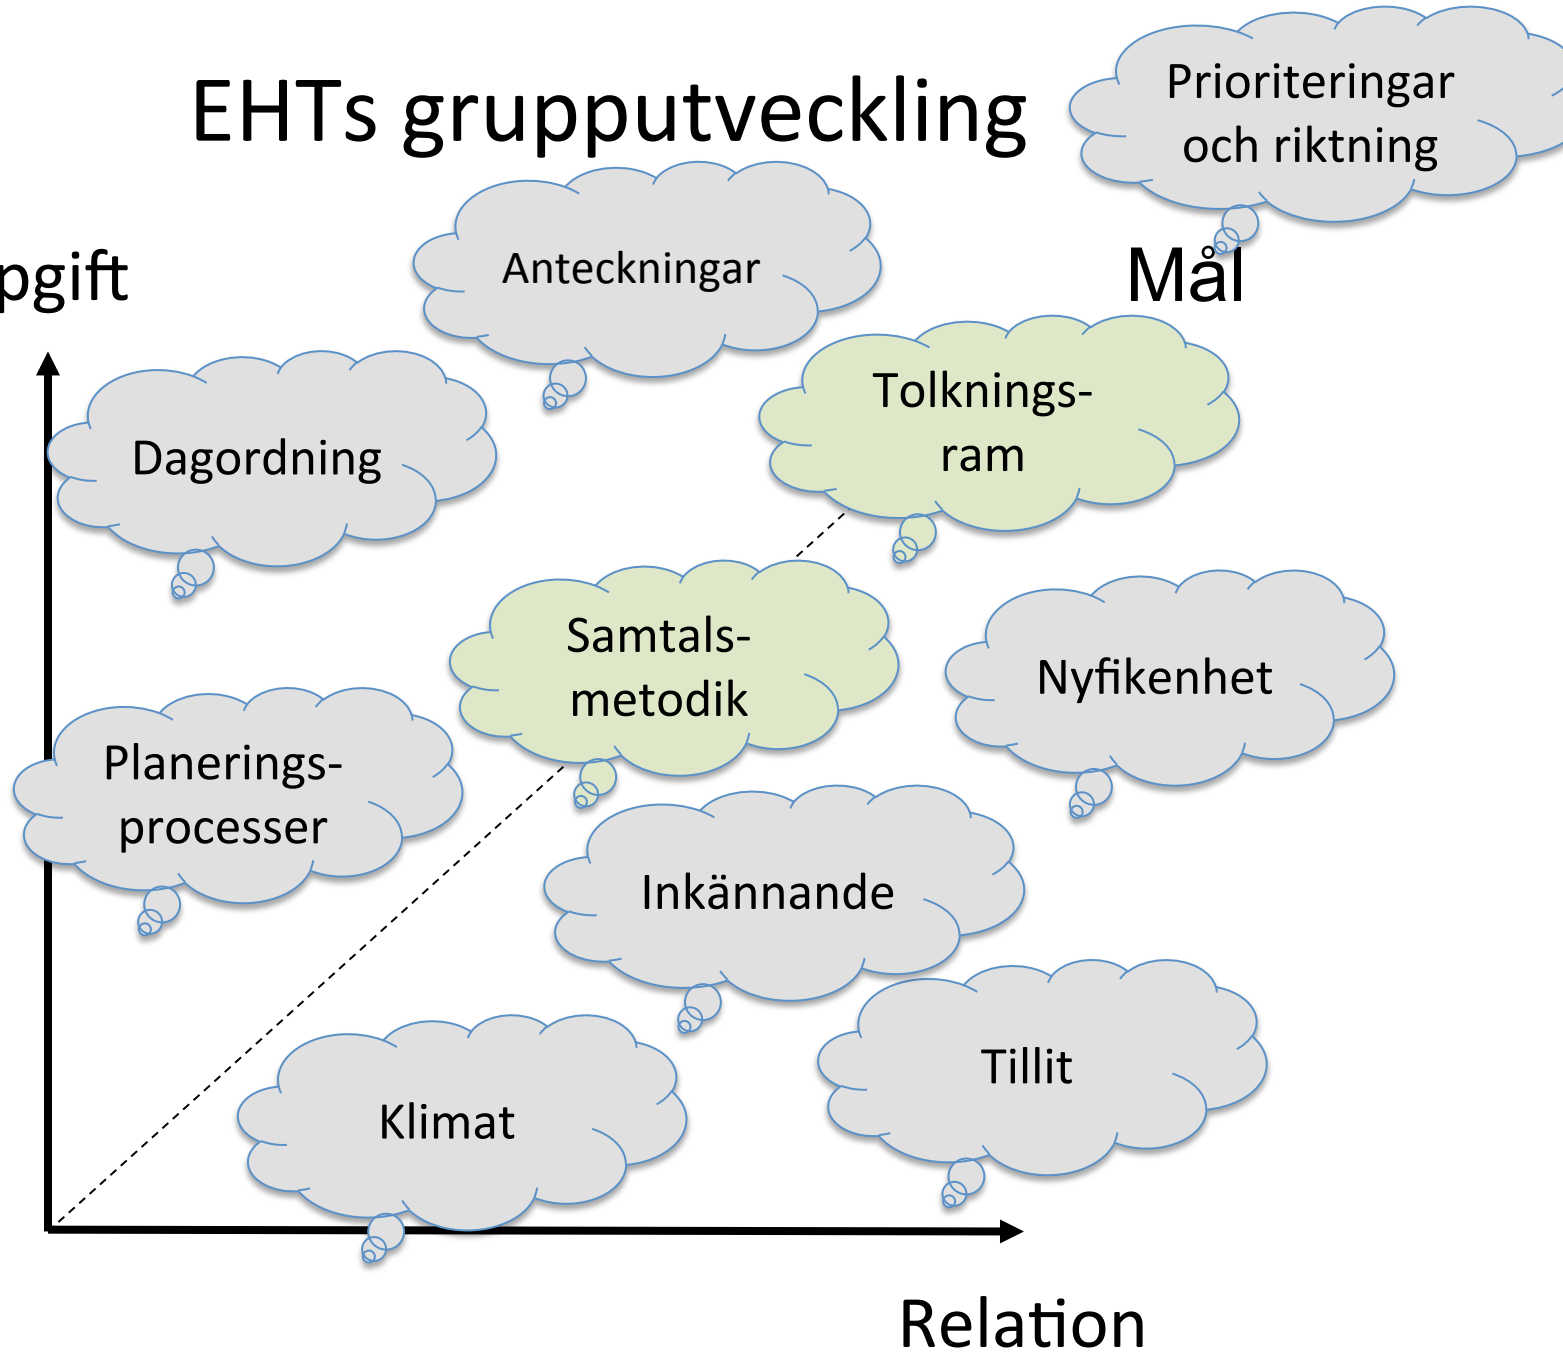 EHTs grupputveckling
Prioriteringar
och riktning
Anteckningar
pgift
Mål
Tolknings-
ram
Dagordning
Samtals-
metodik
Nyfikenhet
Planerings-
processer
Inkännande
Tillit
Klimat
Relation